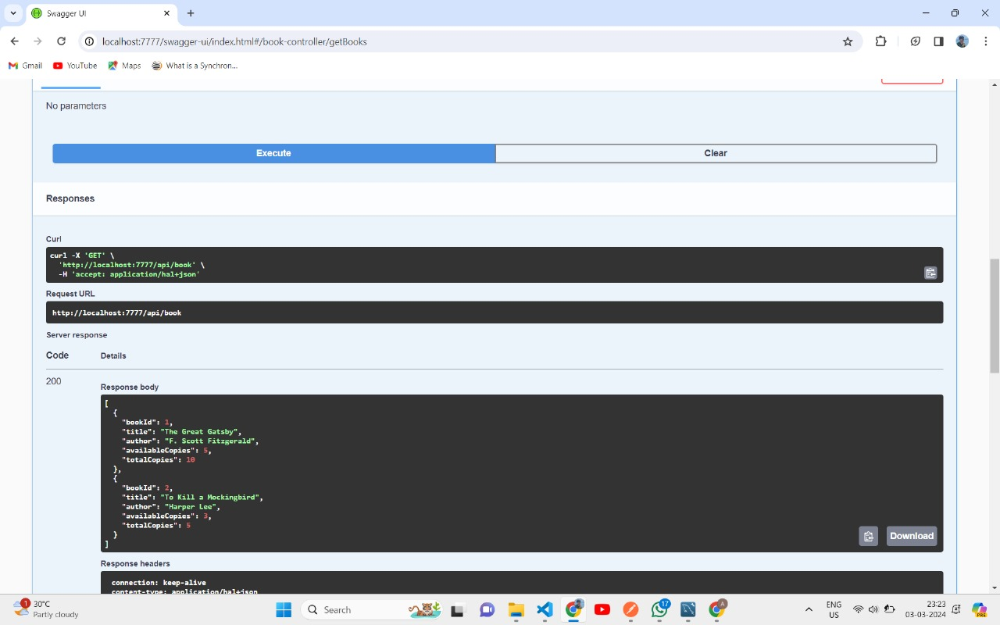 Swagger UI
localhost:7777/swagger-ui/index.html#/book-controller/getBooks
Gmail
YouTube
Maps
What is a Synchron...
No parameters
Execute
Clear
Responses
Curl
curl -X 'GET' \
'http://localhost:7777/api/book' \
-H 'accept: application/hal+json'
Request URL
http://localhost:7777/api/book
Server response
Code
Details
200
Response body
[
{
"bookId": 1,
"title": "The Great Gatsby",
"author": "F. Scott Fitzgerald",
"availableCopies": 5,
"totalCopies": 10
},
{
"bookId": 2,
"title": "To Kill a Mockingbird",
"author": "Harper Lee",
"availableCopies": 3,
"totalCopies": 5
}
]
Download
Response headers
connection: keep-alive
content-type: application/hal+json
1
30°C
Partly cloudy
Search
17
A
ENG
US
23:23
03-03-2024
PRE